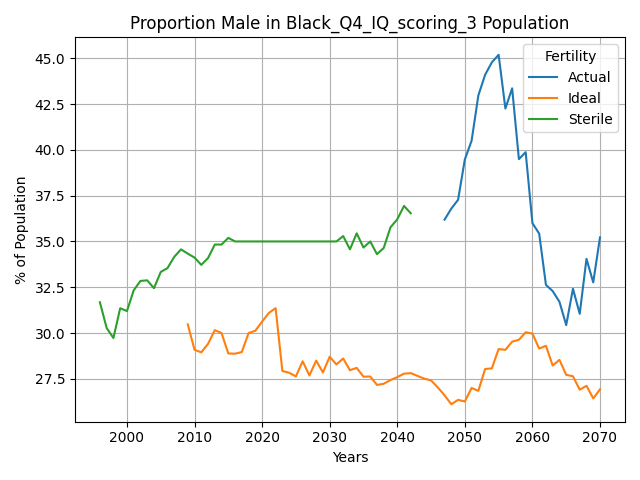 Proportion Male in Black_Q4_IQ_scoring_3 Population
Fertility
Actual
Ideal
Sterile
% of Population
45.0
42.5
40.0
37.5
35.0
32.5
30.0
27.5
2000
2010
2020
2030
2040
2050
2060
2070
Years